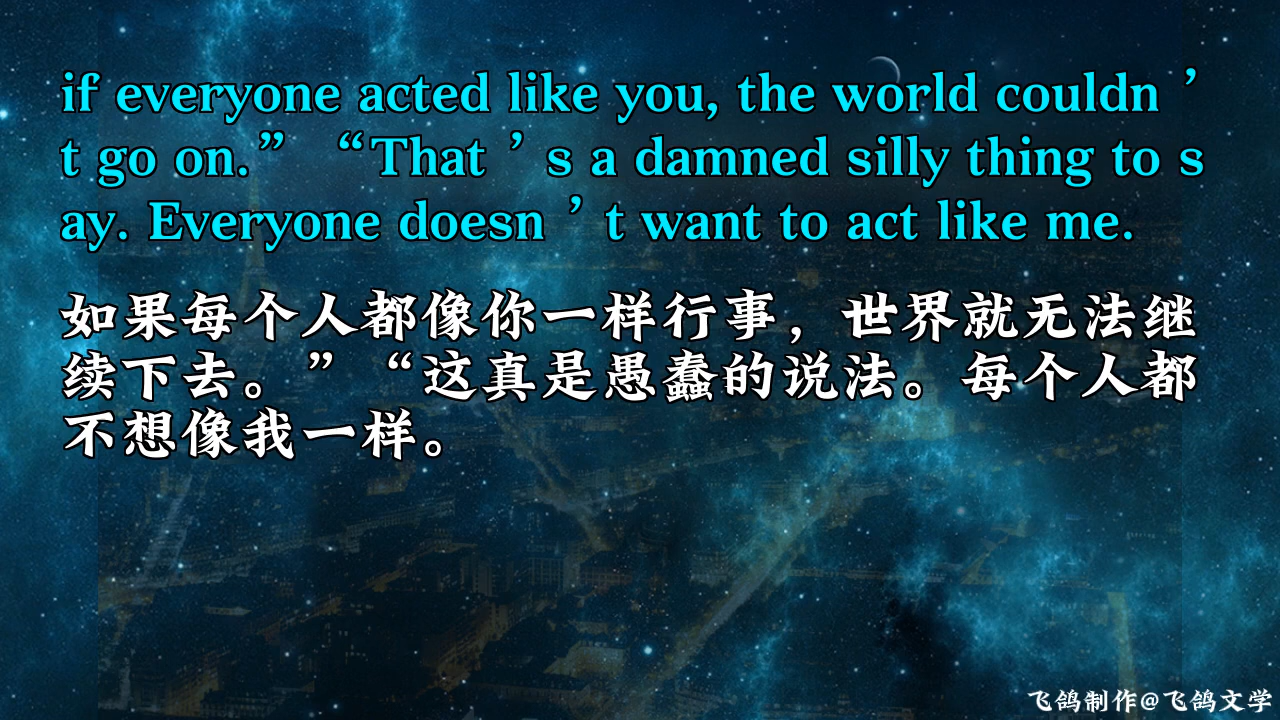 if everyone acted like you, the world couldn ’
t go on.” “That ’ s a damned silly thing to s
ay. Everyone doesn ’ t want to act like me.
如果每个人都像你一样行事，世界就无法继
续下去。”“这真是愚蠢的说法。每个人都
不想像我一样。
飞鸽制作@飞鸽文学